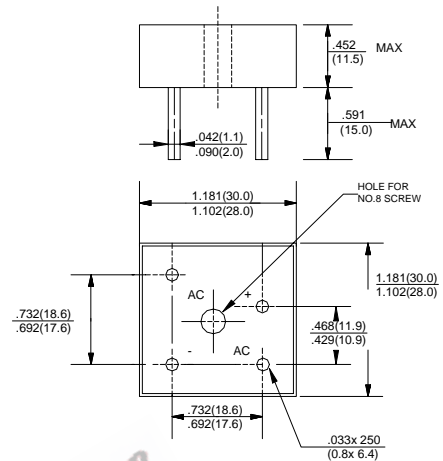 .452 MAX
(11.5)
.591 MAX
(15.0)
.042(1.1)
.090(2.0)
HOLE FOR
NO.8 SCREW
1.181(30.0)
1.102(28.0)
AC +
1.181(30.0)
1.102(28.0)
.732(18.6)
.692(17.6)
.468(11.9)
.429(10.9)
- AC
.732(18.6)
.692(17.6)
.033x 250
(0.8x 6.4)